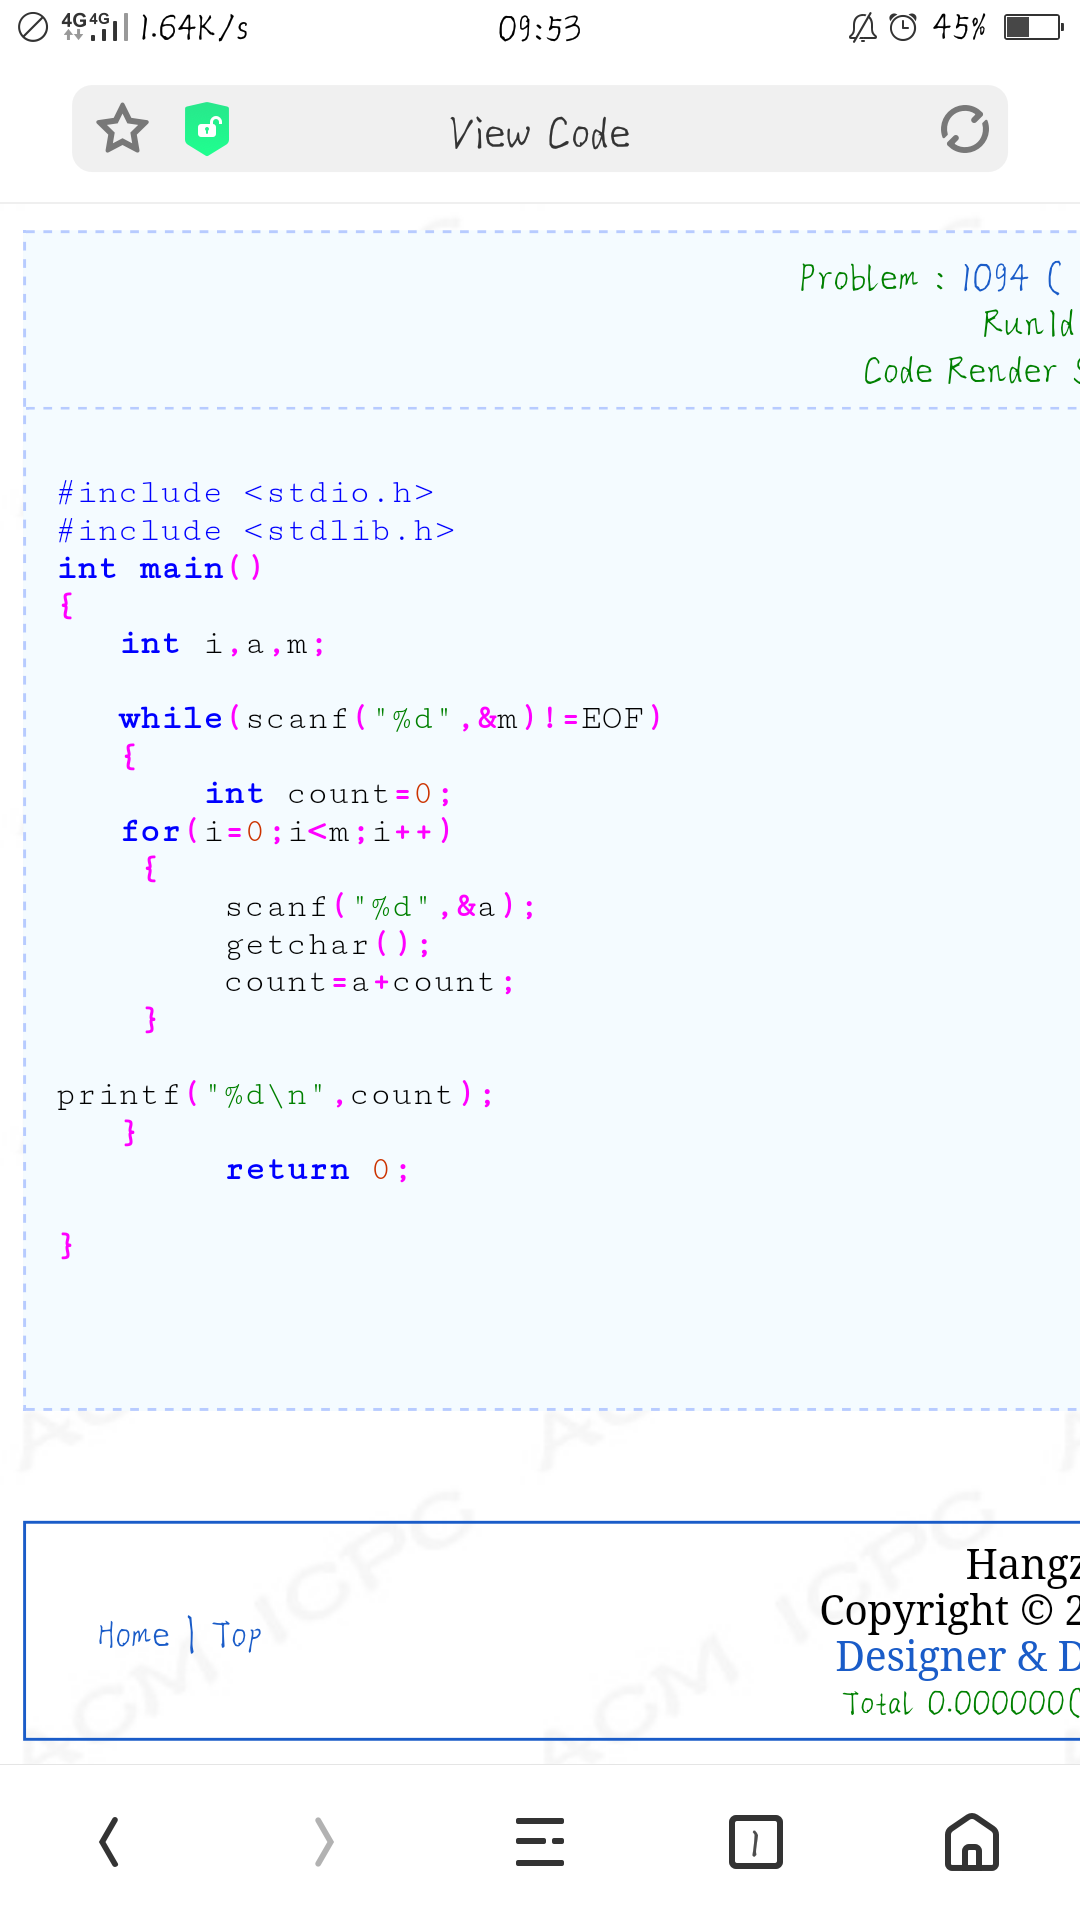 4G 4G 1.64K/s 09:53 45%
View Code
Problem : 1094 (
RunId
Code Render
#include <stdio.h>
#include <stdlib.h>
int main()
{
int i,a,m;
while(scanf("%d",&m)!=EOF)
{
int count=0;
for(i=0;i<m;i++)
{
scanf("%d",&a);
getchar();
count=a+count;
}
printf("%d\n",count);
}
return 0;
}
ACM ICPC ACM ICPC
Hangz
Copyright © 2
Home | Top
Designer & D
Total 0.000000(
1